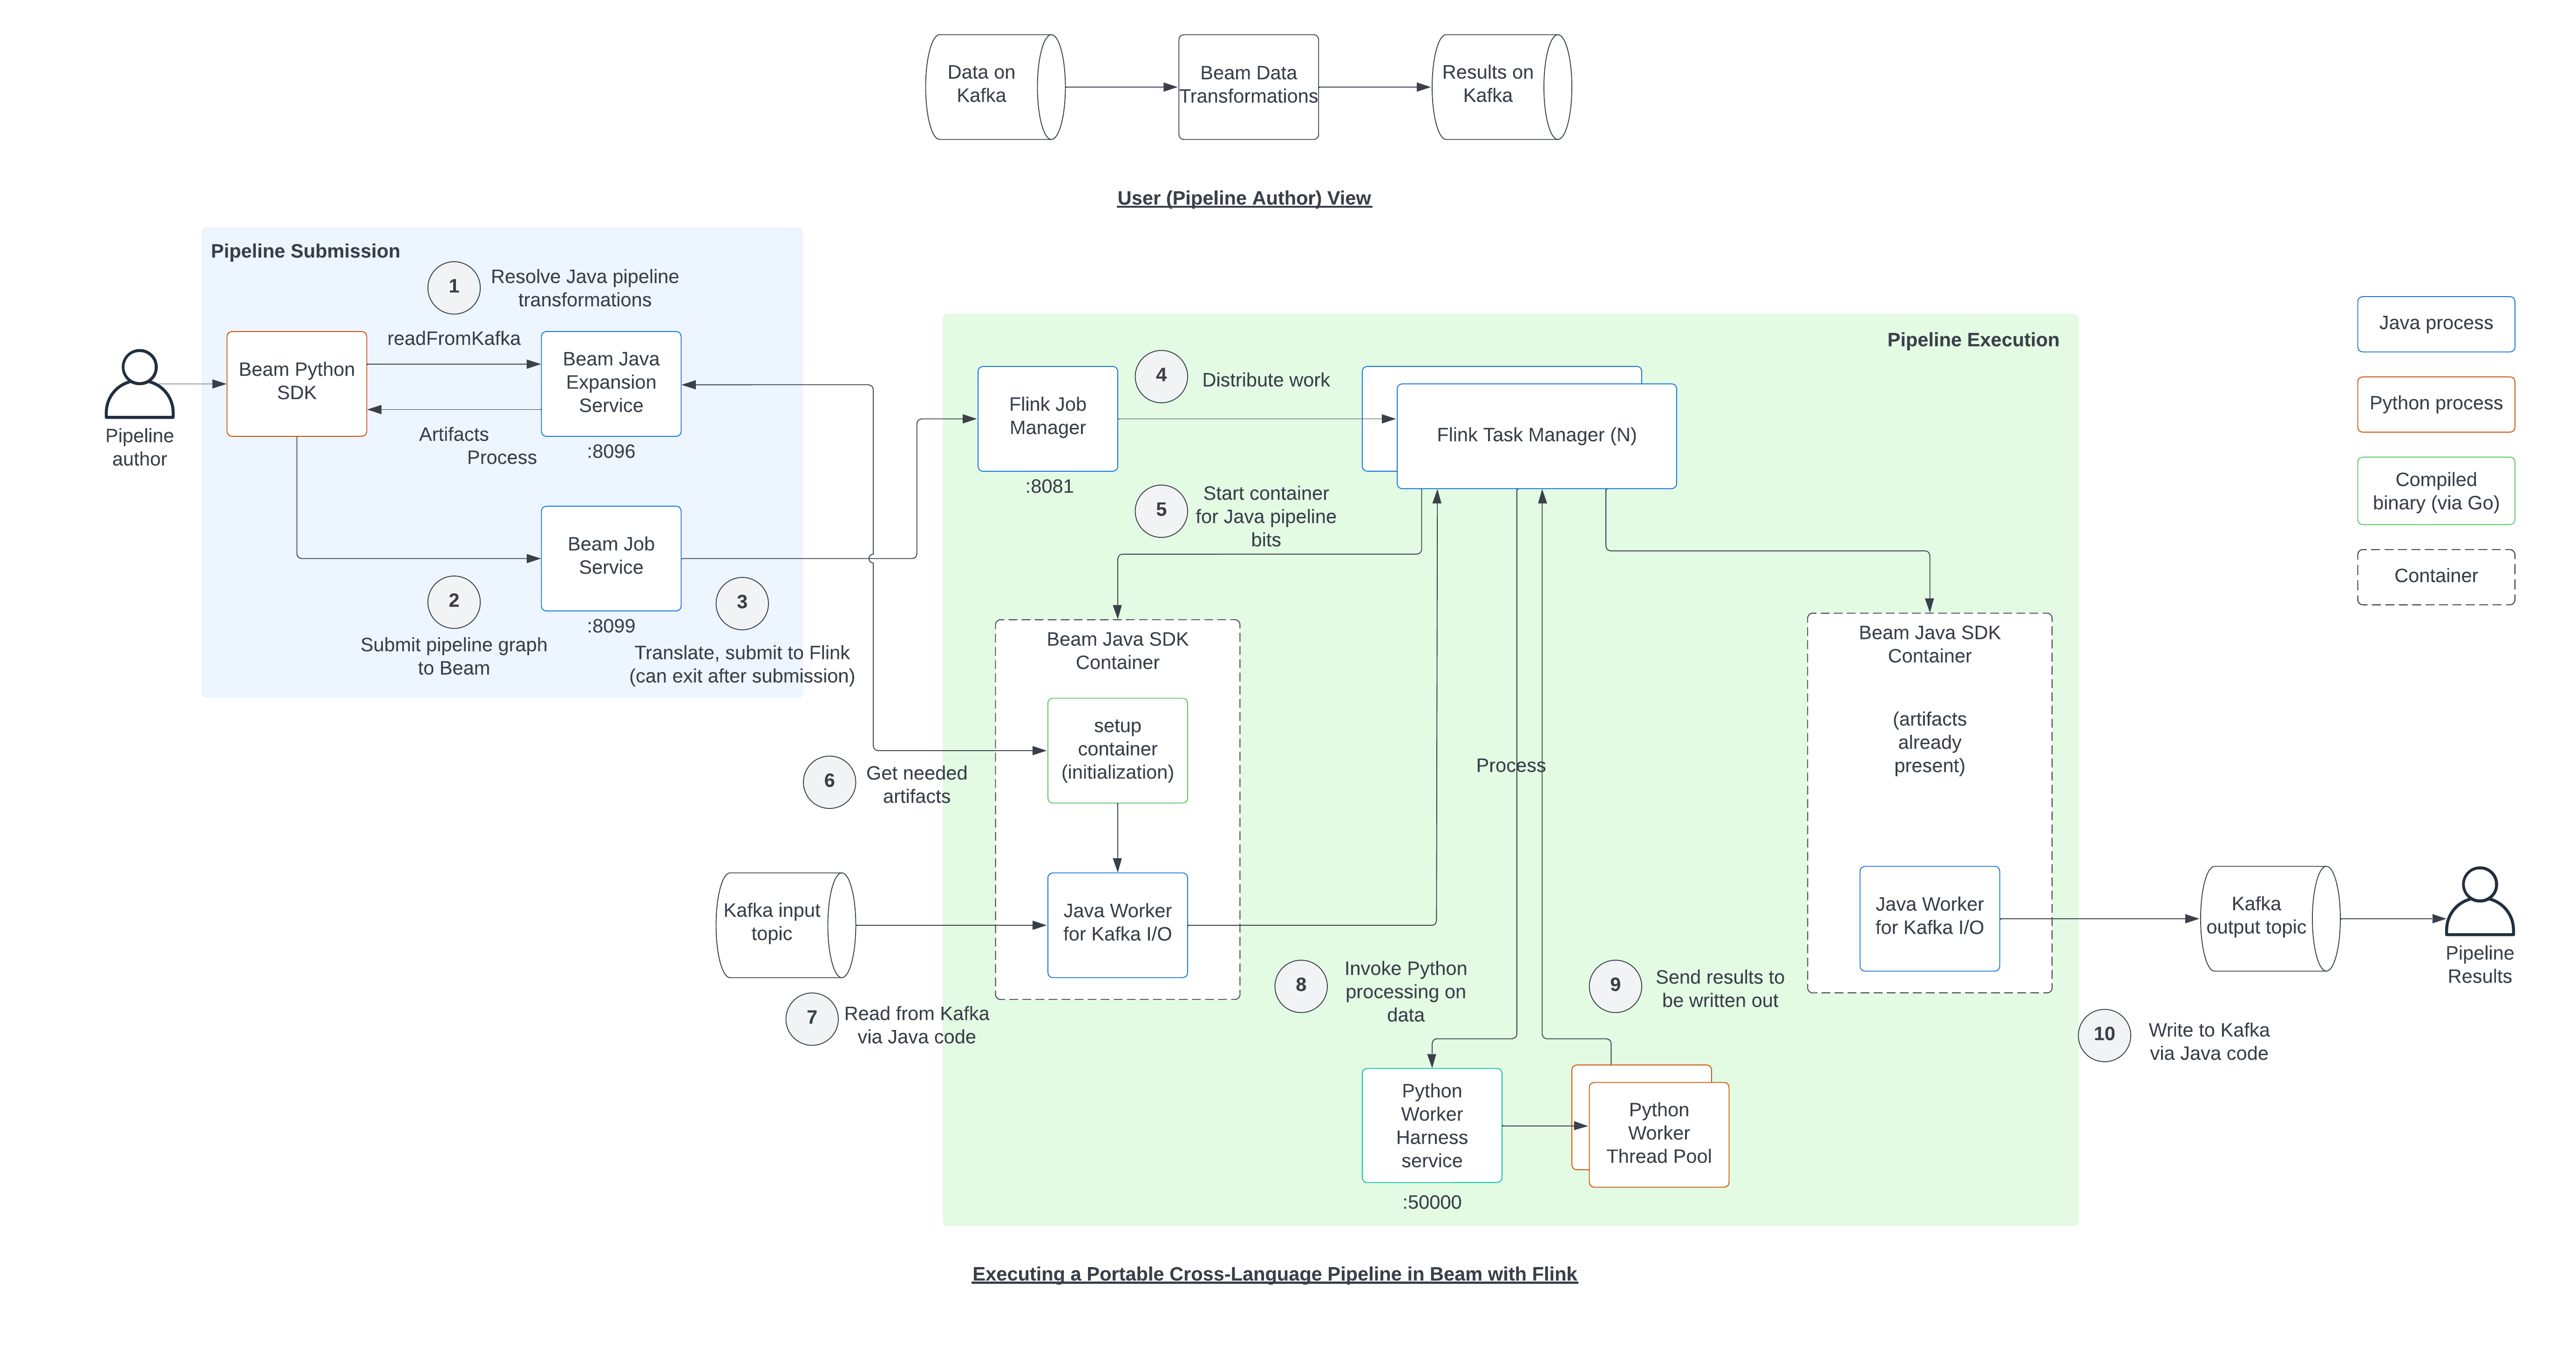 Data on
Kafka
Beam Data
Transformations
Results on
Kafka
User (Pipeline Author) View
Pipeline Submission
1
Resolve Java pipeline
transformations
readFromKafka
Beam Python
SDK
Beam Java
Expansion
Service
Artifacts
Process
:8096
Pipeline
author
Beam Job
Service
:8099
2
Submit pipeline graph
to Beam
3
Translate, submit to Flink
(can exit after submission)
Pipeline Execution
Flink Job
Manager
:8081
4
Distribute work
Flink Task Manager (N)
5
Start container
for Java pipeline
bits
Beam Java SDK
Container
setup
container
(initialization)
6
Get needed
artifacts
Kafka input
topic
Java Worker
for Kafka I/O
7
Read from Kafka
via Java code
Process
8
Invoke Python
processing on
data
9
Send results to
be written out
Python
Worker
Harness
service
:50000
Python
Worker
Thread Pool
Beam Java SDK
Container
(artifacts
already
present)
Java Worker
for Kafka I/O
10
Write to Kafka
via Java code
Kafka
output topic
Pipeline
Results
Java process
Python process
Compiled
binary (via Go)
Container
Executing a Portable Cross-Language Pipeline in Beam with Flink